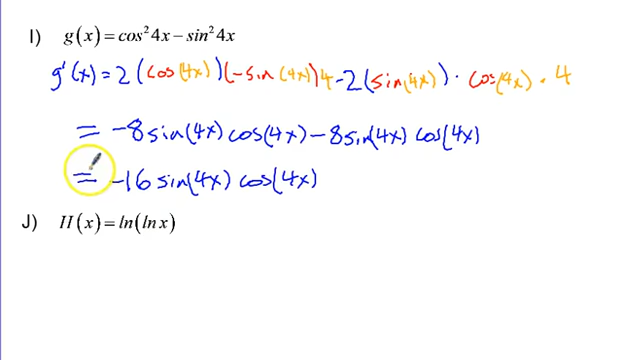 I) g(x) = cos²4x − sin²4x
g'(x) = 2(cos(4x))(-sin(4x))4 -2(sin(4x)) · cos(4x) · 4
= -8 sin(4x) cos(4x) - 8 sin(4x) cos(4x)
= -16 sin(4x) cos(4x)
J) H(x) = ln(ln x)